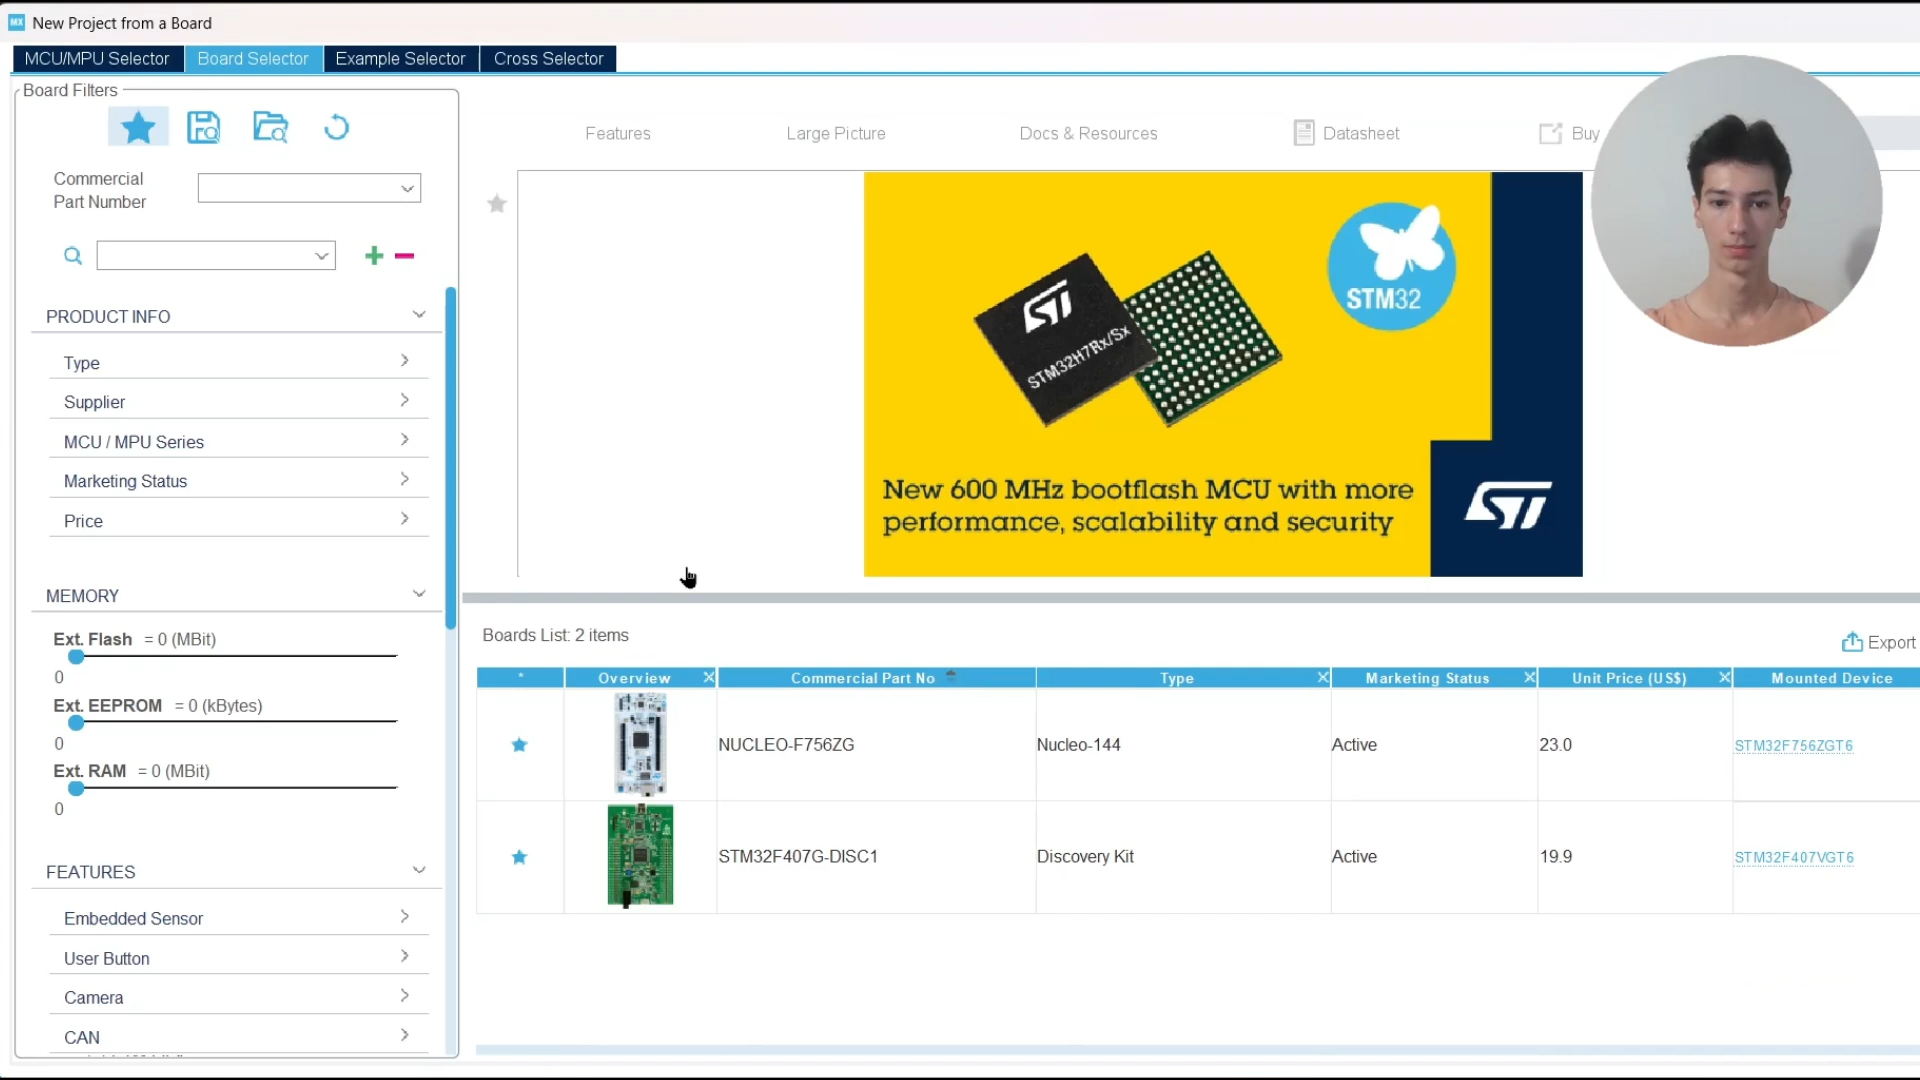 MX New Project from a Board
MCU/MPU Selector Board Selector Example Selector Cross Selector
Board Filters
Commercial
Part Number
PRODUCT INFO
Type
Supplier
MCU / MPU Series
Marketing Status
Price
MEMORY
Ext. Flash = 0 (MBit)
0
Ext. EEPROM = 0 (kBytes)
0
Ext. RAM = 0 (MBit)
0
FEATURES
Embedded Sensor
User Button
Camera
CAN
Features Large Picture Docs & Resources Datasheet Buy
ST
STM32H7Rx/Sx
STM32
New 600 MHz bootflash MCU with more
performance, scalability and security
ST
Boards List: 2 items
Export
* Overview Commercial Part No Type Marketing Status Unit Price (US$) Mounted Device
NUCLEO-F756ZG Nucleo-144 Active 23.0 STM32F756ZGT6
STM32F407G-DISC1 Discovery Kit Active 19.9 STM32F407VGT6